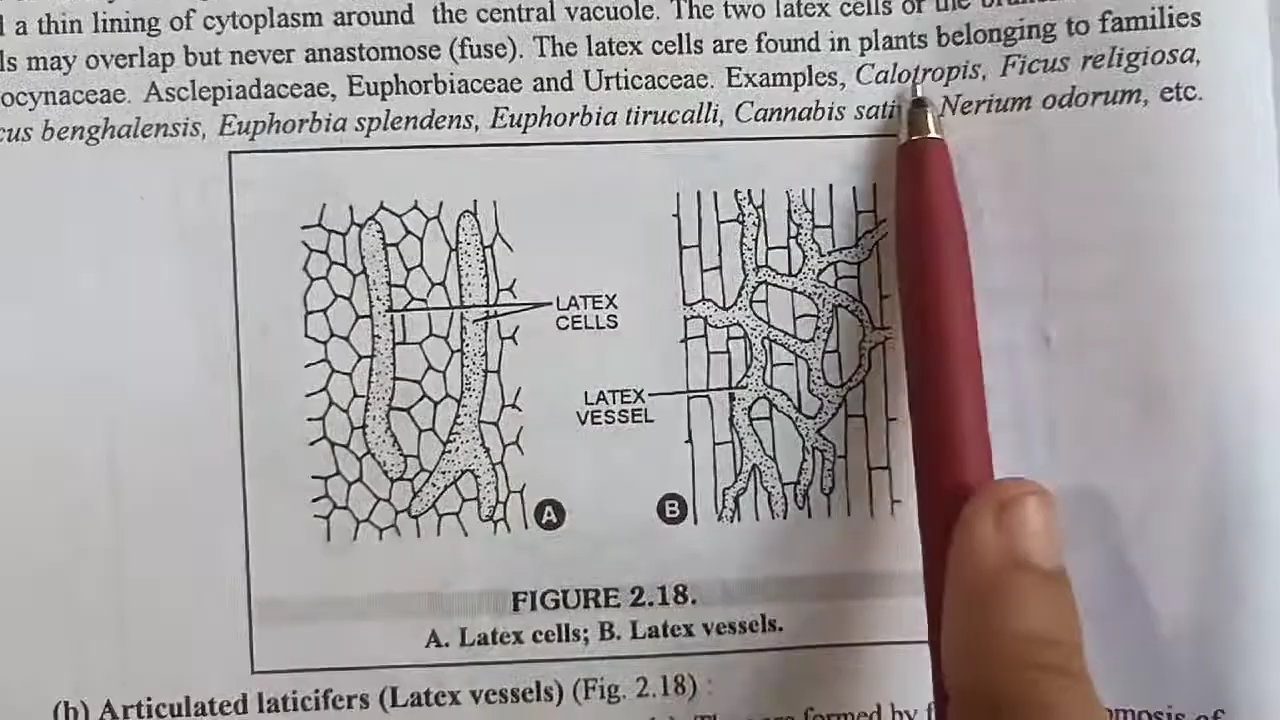 a thin lining of cytoplasm around the central vacuole. The two latex cells or the
ls may overlap but never anastomose (fuse). The latex cells are found in plants belonging to families
ocynaceae. Asclepiadaceae, Euphorbiaceae and Urticaceae. Examples, Calotropis, Ficus religiosa,
cus benghalensis, Euphorbia splendens, Euphorbia tirucalli, Cannabis sati Nerium odorum, etc.
LATEX
CELLS
LATEX
VESSEL
A
B
FIGURE 2.18.
A. Latex cells; B. Latex vessels.
(b) Articulated laticifers (Latex vessels) (Fig. 2.18) :
formed by